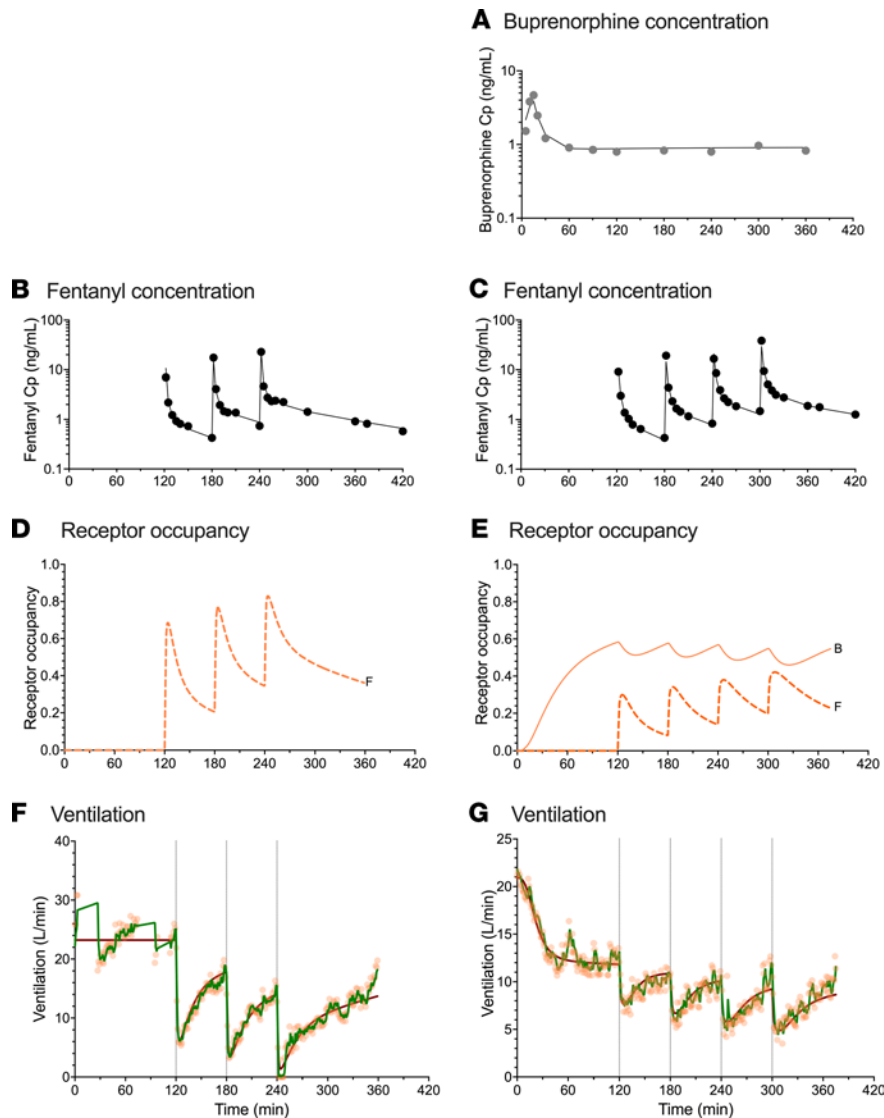 A Buprenorphine concentration
Buprenorphine Cp (ng/mL)
10
1
0.1
0 60 120 180 240 300 360 420
B Fentanyl concentration
Fentanyl Cp (ng/mL)
100
10
1
0.1
0 60 120 180 240 300 360 420
C Fentanyl concentration
Fentanyl Cp (ng/mL)
100
10
1
0.1
0 60 120 180 240 300 360 420
D Receptor occupancy
Receptor occupancy
1.0
0.8
0.6
0.4
0.2
0.0
F
0 60 120 180 240 300 360 420
E Receptor occupancy
Receptor occupancy
1.0
0.8
0.6
0.4
0.2
0.0
B
F
0 60 120 180 240 300 360 420
F Ventilation
Ventilation (L/min)
40
30
20
10
0
0 60 120 180 240 300 360 420
Time (min)
G Ventilation
Ventilation (L/min)
25
20
15
10
5
0
0 60 120 180 240 300 360 420
Time (min)